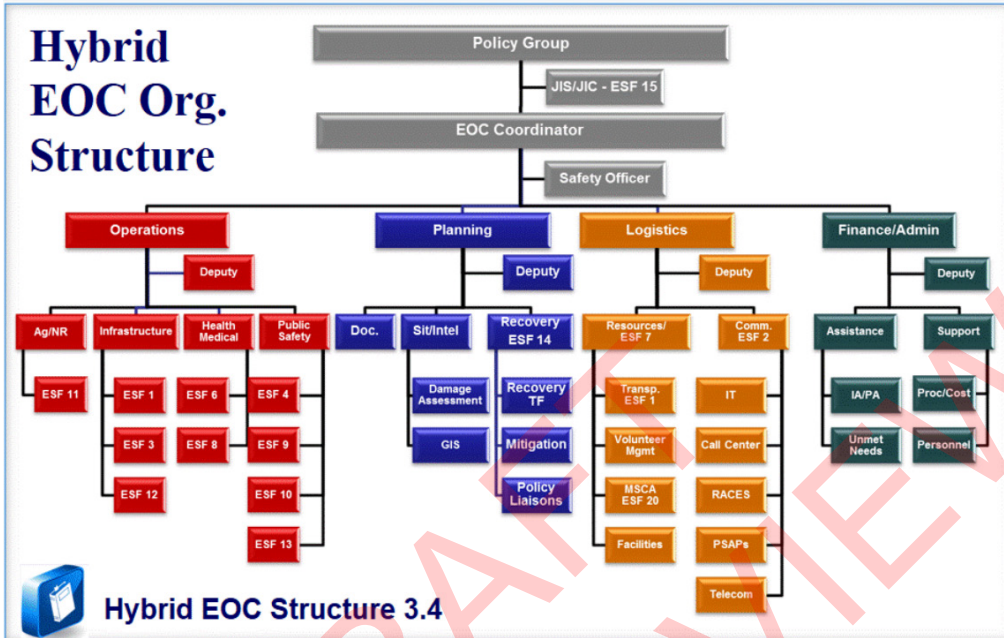 Hybrid
EOC Org.
Structure
Policy Group
JIS/JIC - ESF 15
EOC Coordinator
Safety Officer
Operations
Planning
Logistics
Finance/Admin
Deputy
Deputy
Deputy
Deputy
Ag/NR
Infrastructure
Health
Medical
Public
Safety
Doc.
Sit/Intel
Recovery
ESF 14
Resources/
ESF 7
Comm.
ESF 2
Assistance
Support
ESF 11
ESF 1
ESF 6
ESF 4
Damage
Assessment
Recovery
TF
Transp.
ESF 1
IT
IA/PA
Proc/Cost
ESF 3
ESF 8
ESF 9
GIS
Mitigation
Volunteer
Mgmt
Call Center
Unmet
Needs
Personnel
ESF 12
ESF 10
Policy
Liaisons
MSCA
ESF 20
RACES
ESF 13
Facilities
PSAPs
Telecom
Hybrid EOC Structure 3.4